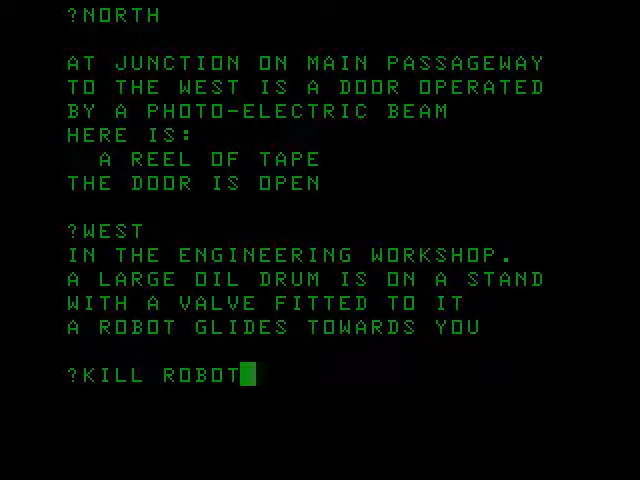 ?NORTH
AT JUNCTION ON MAIN PASSAGEWAY
TO THE WEST IS A DOOR OPERATED
BY A PHOTO-ELECTRIC BEAM
HERE IS:
A REEL OF TAPE
THE DOOR IS OPEN
?WEST
IN THE ENGINEERING WORKSHOP.
A LARGE OIL DRUM IS ON A STAND
WITH A VALVE FITTED TO IT
A ROBOT GLIDES TOWARDS YOU
?KILL ROBOT